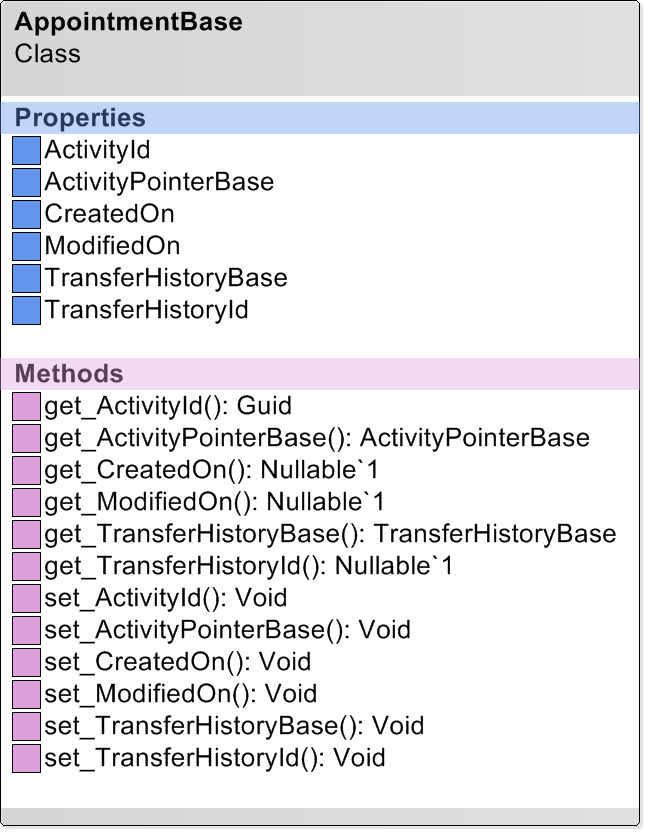 AppointmentBase
Class
Properties
ActivityId
ActivityPointerBase
CreatedOn
ModifiedOn
TransferHistoryBase
TransferHistoryId
Methods
get_ActivityId(): Guid
get_ActivityPointerBase(): ActivityPointerBase
get_CreatedOn(): Nullable`1
get_ModifiedOn(): Nullable`1
get_TransferHistoryBase(): TransferHistoryBase
get_TransferHistoryId(): Nullable`1
set_ActivityId(): Void
set_ActivityPointerBase(): Void
set_CreatedOn(): Void
set_ModifiedOn(): Void
set_TransferHistoryBase(): Void
set_TransferHistoryId(): Void